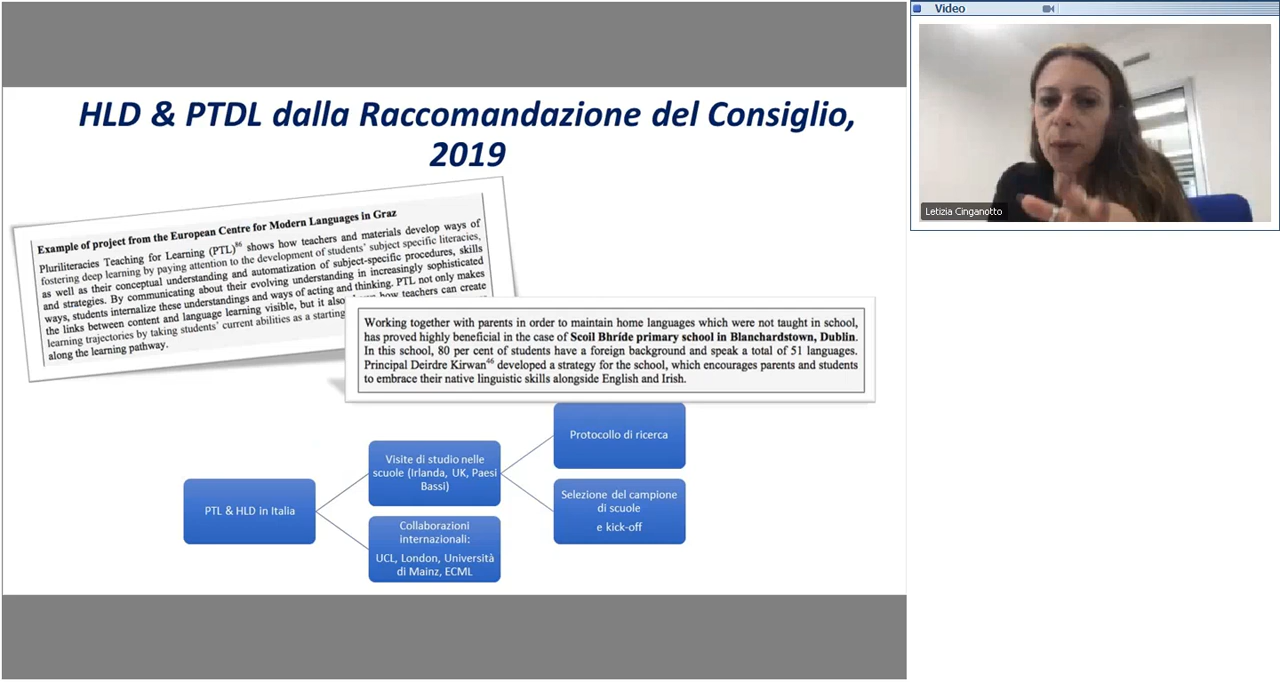 HLD & PTDL dalla Raccomandazione del Consiglio,
2019
Example of project from the European Centre for Modern Languages in Graz
Pluriliteracies Teaching for Learning (PTL)86 shows how teachers and materials develop ways of
fostering deep learning by paying attention to the development of students' subject specific literacies,
as well as their conceptual understanding and automatization of subject-specific procedures, skills
and strategies. By communicating about their evolving understanding in increasingly sophisticated
ways, students internalize these understandings and ways of acting and thinking. PTL not only makes
the links between content and language learning visible, but it also how teachers can create
learning trajectories by taking students' current abilities as a starting
along the learning pathway.
Working together with parents in order to maintain home languages which were not taught in school,
has proved highly beneficial in the case of Scoil Bhríde primary school in Blanchardstown, Dublin.
In this school, 80 per cent of students have a foreign background and speak a total of 51 languages.
Principal Deirdre Kirwan46 developed a strategy for the school, which encourages parents and students
to embrace their native linguistic skills alongside English and Irish.
PTL & HLD in Italia
Visite di studio nelle
scuole (Irlanda, UK, Paesi
Bassi)
Collaborazioni
internazionali:
UCL, London, Università
di Mainz, ECML
Protocollo di ricerca
Selezione del campione
di scuole
e kick-off
Video
Letizia Cinganotto